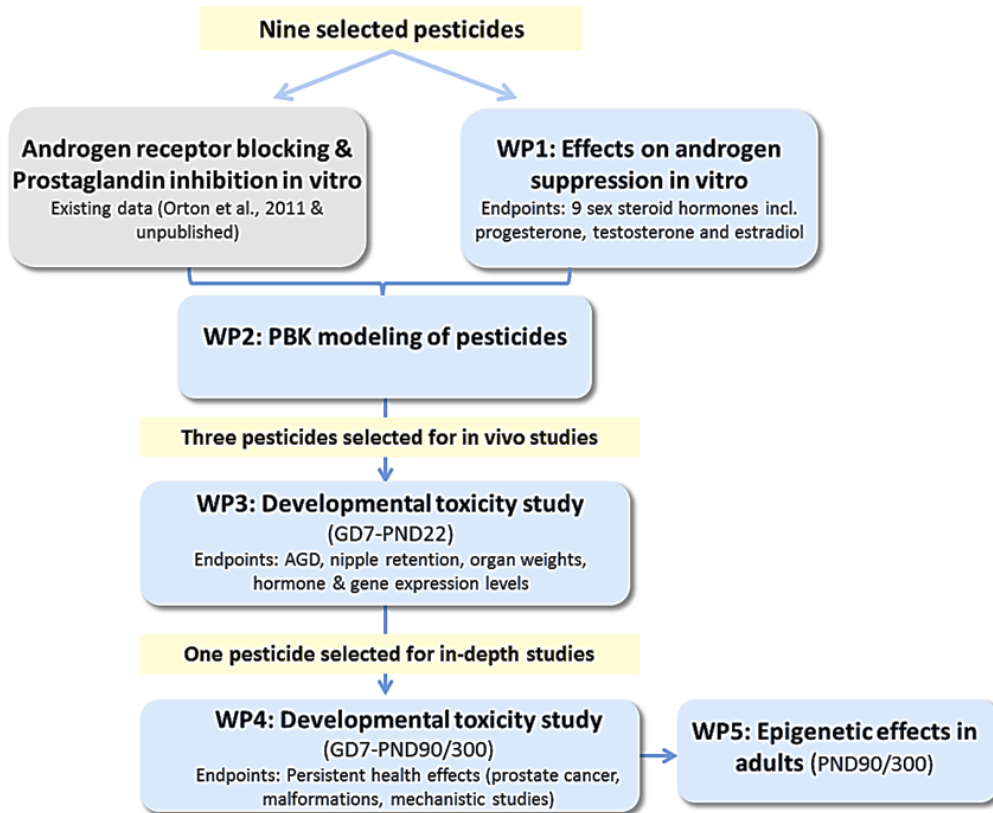 Nine selected pesticides
Androgen receptor blocking &
Prostaglandin inhibition in vitro
Existing data (Orton et al., 2011 &
unpublished)
WP1: Effects on androgen
suppression in vitro
Endpoints: 9 sex steroid hormones incl.
progesterone, testosterone and estradiol
WP2: PBK modeling of pesticides
Three pesticides selected for in vivo studies
WP3: Developmental toxicity study
(GD7-PND22)
Endpoints: AGD, nipple retention, organ weights,
hormone & gene expression levels
One pesticide selected for in-depth studies
WP4: Developmental toxicity study
(GD7-PND90/300)
Endpoints: Persistent health effects (prostate cancer,
malformations, mechanistic studies)
WP5: Epigenetic effects in
adults (PND90/300)